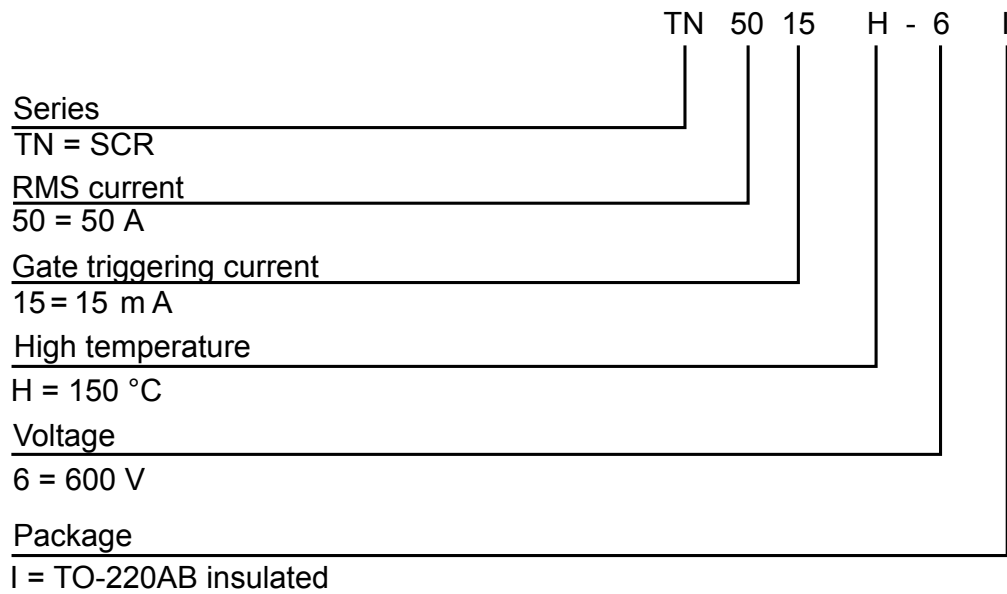 TN 50 15 H - 6 I
Series
TN = SCR
RMS current
50 = 50 A
Gate triggering current
15 = 15 m A
High temperature
H = 150 °C
Voltage
6 = 600 V
Package
I = TO-220AB insulated